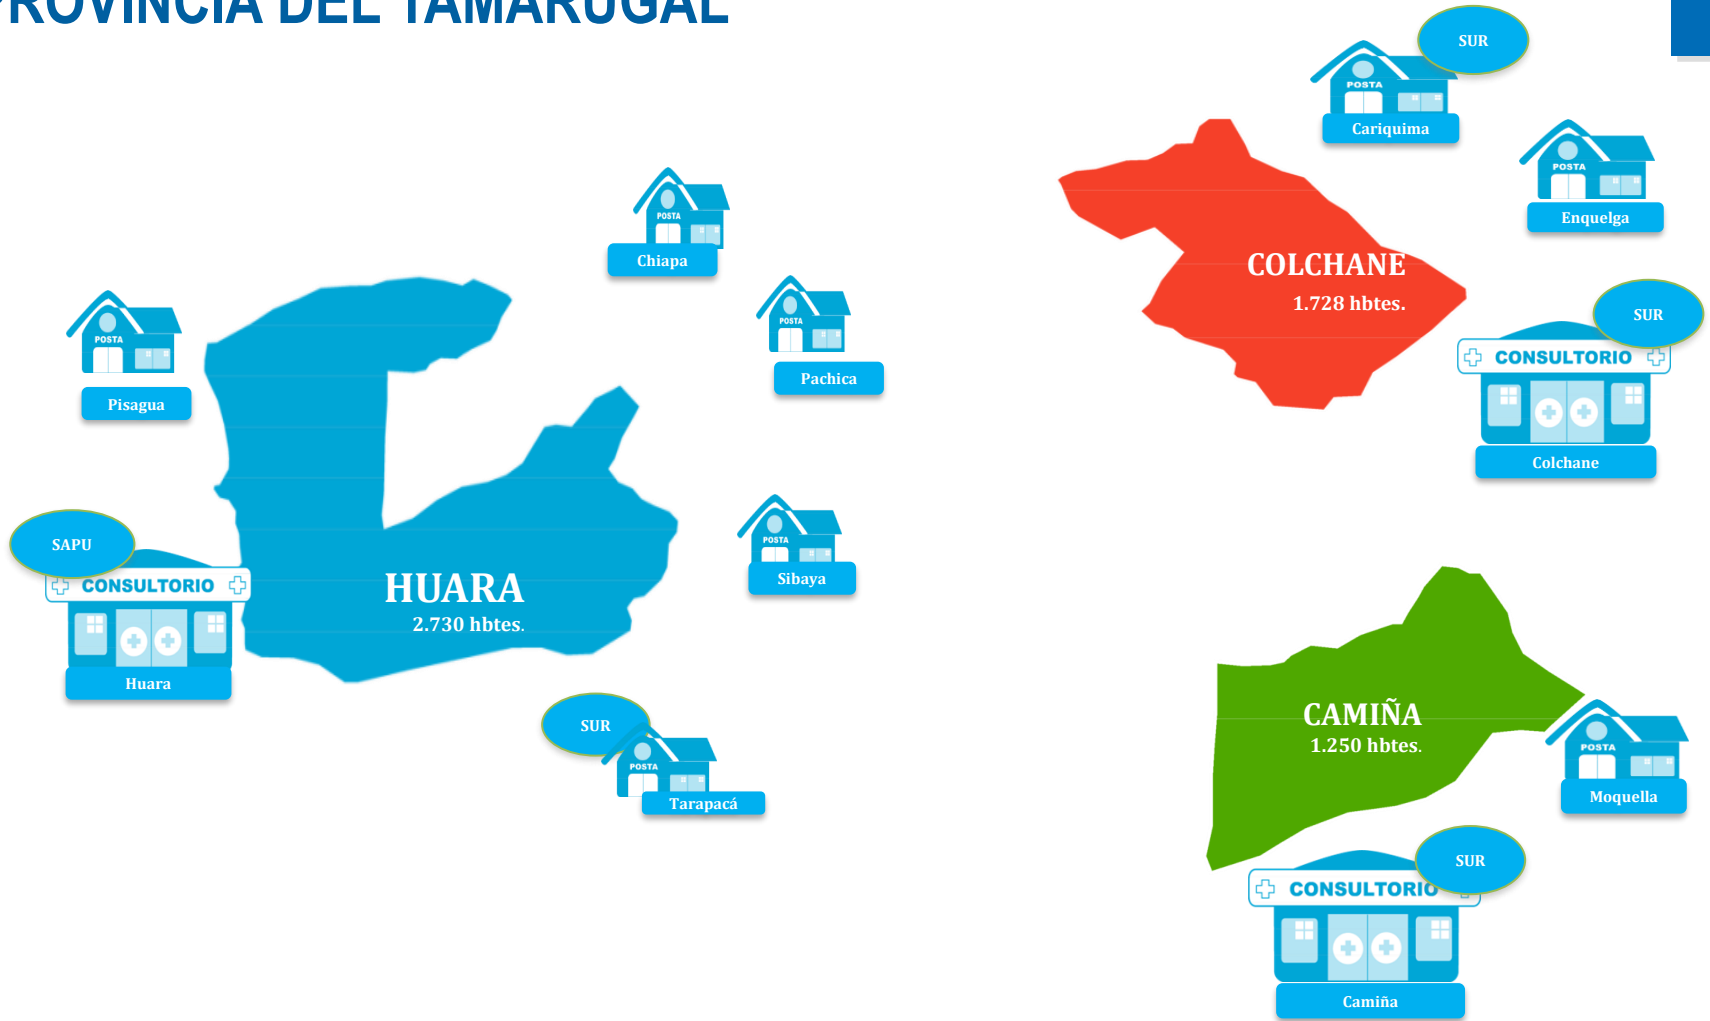 PROVINCIA DEL TAMARUGAL
SUR
POSTA
Cariquima
POSTA
Enquelga
POSTA
Chiapa
COLCHANE
1.728 hbtes.
POSTA
Pachica
POSTA
Pisagua
SUR
CONSULTORIO
Colchane
SAPU
CONSULTORIO
Huara
HUARA
2.730 hbtes.
POSTA
Sibaya
SUR
POSTA
Tarapacá
CAMIÑA
1.250 hbtes.
POSTA
Moquella
SUR
CONSULTORIO
Camiña